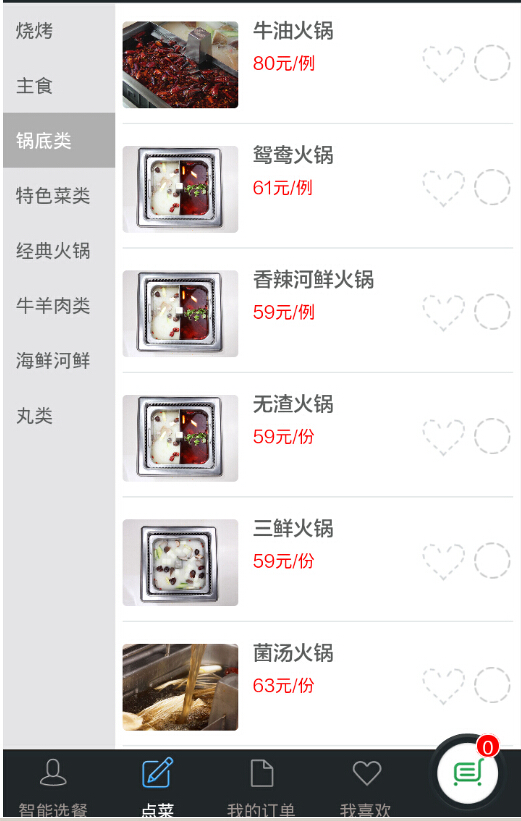 烧烤
主食
锅底类
特色菜类
经典火锅
牛羊肉类
海鲜河鲜
丸类
牛油火锅
80元/例
鸳鸯火锅
61元/例
香辣河鲜火锅
59元/例
无渣火锅
59元/份
三鲜火锅
59元/份
菌汤火锅
63元/份
智能选餐
点菜
我的订单
我喜欢
0